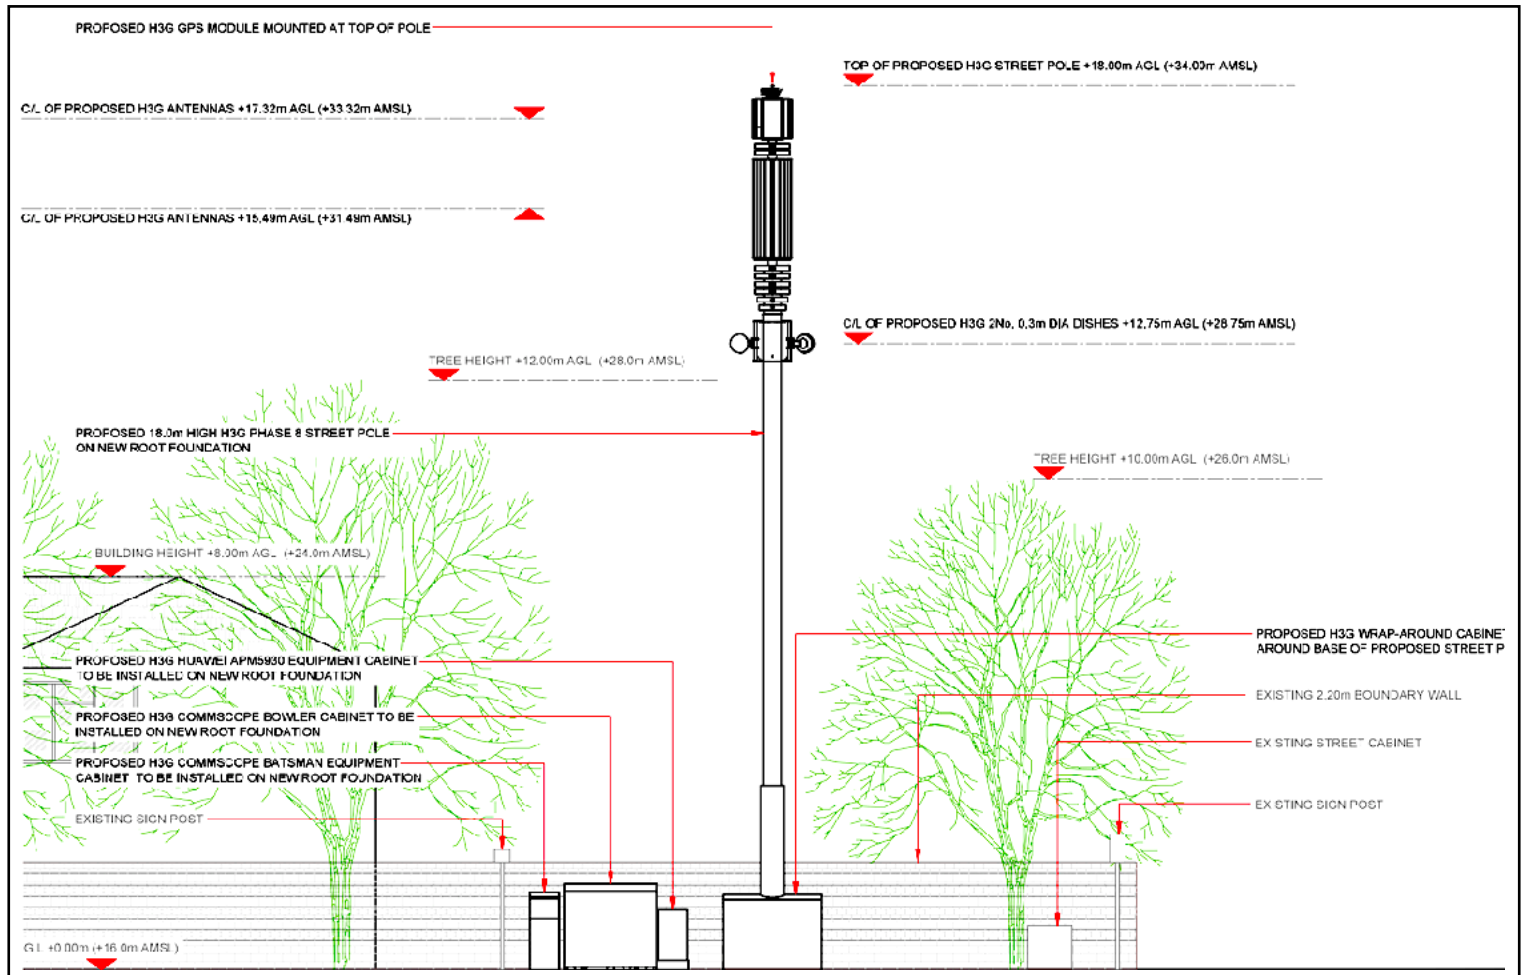 PROPOSED H3G GPS MODULE MOUNTED AT TOP OF POLE
TOP OF PROPOSED H3G STREET POLE +18.00m AGL (+34.00m AMSL)
C/L OF PROPOSED H3G ANTENNAS +17.32m AGL (+33.32m AMSL)
C/L OF PROPOSED H3G ANTENNAS +15.49m AGL (+31.49m AMSL)
C/L OF PROPOSED H3G 2No. 0.3m DIA DISHES +12.75m AGL (+28.75m AMSL)
TREE HEIGHT +12.00m AGL (+28.0m AMSL)
PROPOSED 18.0m HIGH H3G PHASE 8 STREET POLE
ON NEW ROOT FOUNDATION
TREE HEIGHT +10.00m AGL (+26.0m AMSL)
BUILDING HEIGHT +8.00m AGL (+24.0m AMSL)
PROPOSED H3G WRAP-AROUND CABINET
AROUND BASE OF PROPOSED STREET P
PROPOSED H3G HUAWEI APM5930 EQUIPMENT CABINET
TO BE INSTALLED ON NEW ROOT FOUNDATION
EXISTING 2.20m BOUNDARY WALL
PROPOSED H3G COMMSCOPE BOWLER CABINET TO BE
INSTALLED ON NEW ROOT FOUNDATION
EXISTING STREET CABINET
PROPOSED H3G COMMSCOPE BATSMAN EQUIPMENT
CABINET TO BE INSTALLED ON NEW ROOT FOUNDATION
EXISTING SIGN POST
EXISTING SIGN POST
G.L +0.00m (+16.0m AMSL)